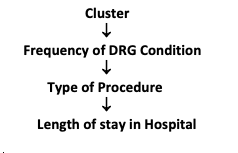 Cluster
↓
Frequency of DRG Condition
↓
Type of Procedure
↓
Length of stay in Hospital
.